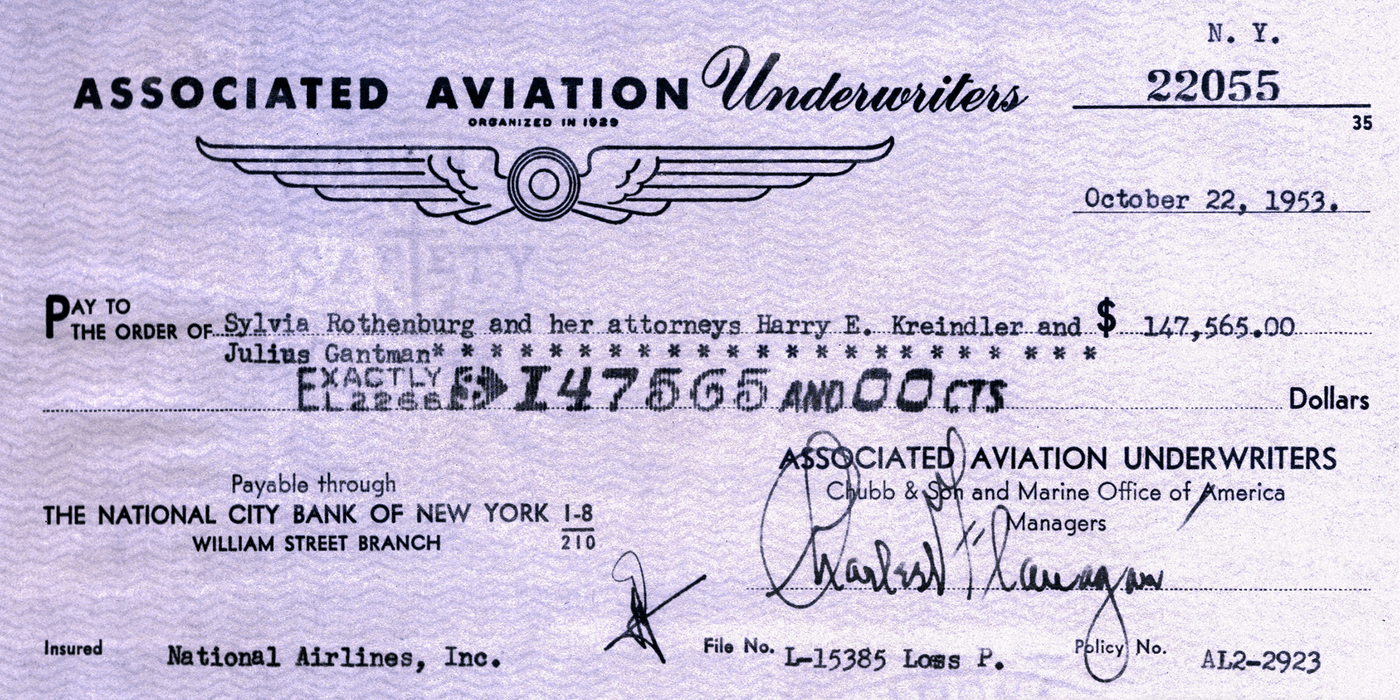 N. Y.
ASSOCIATED AVIATION Underwriters
22055
ORGANIZED IN 1929
35
October 22, 1953.
PAY TO
THE ORDER OF Sylvia Rothenburg and her attorneys Harry E. Kreindler and $ 147,565.00
Julius Gantman* * * * * * * * * * * * * * * * * * * * * * *
EXACTLY 147565 AND 00 CTS
Dollars
ASSOCIATED AVIATION UNDERWRITERS
Payable through
Chubb & Son and Marine Office of America
THE NATIONAL CITY BANK OF NEW YORK 1-8
Managers
WILLIAM STREET BRANCH 210
Charles J Flanagan
Insured National Airlines, Inc. File No. L-15385 Loss P. Policy No. AL2-2923